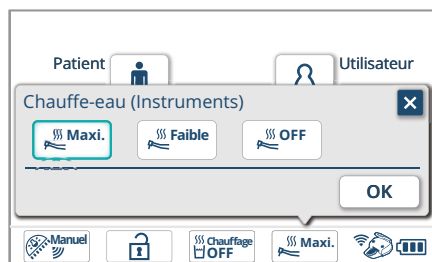 Patient
Utilisateur
Chauffe-eau (Instruments)
Maxi.
Faible
OFF
OK
Manuel
Chauffage
OFF
Maxi.